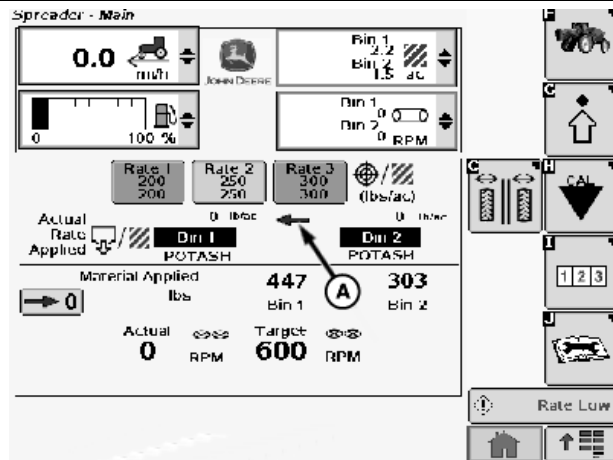 Spreader - Main
F
0.0
mi/h
JOHN DEERE
Bin 1
2.2
Bin 2
1.5 ac
G
0 100 %
Bin 1
0
Bin 2
0 RPM
Rate 1
200
200
Rate 2
250
250
Rate 3
300
300
(lbs/ac)
G
H
CAL
Actual
Rate
Applied
0 lb/ac
0 lb/ac
Bin 1
Bin 2
POTASH
POTASH
A
I
1 2 3
Material Applied
lbs
447
303
Bin 1
Bin 2
0
J
Actual
0 RPM
Target
600 RPM
Rate Low